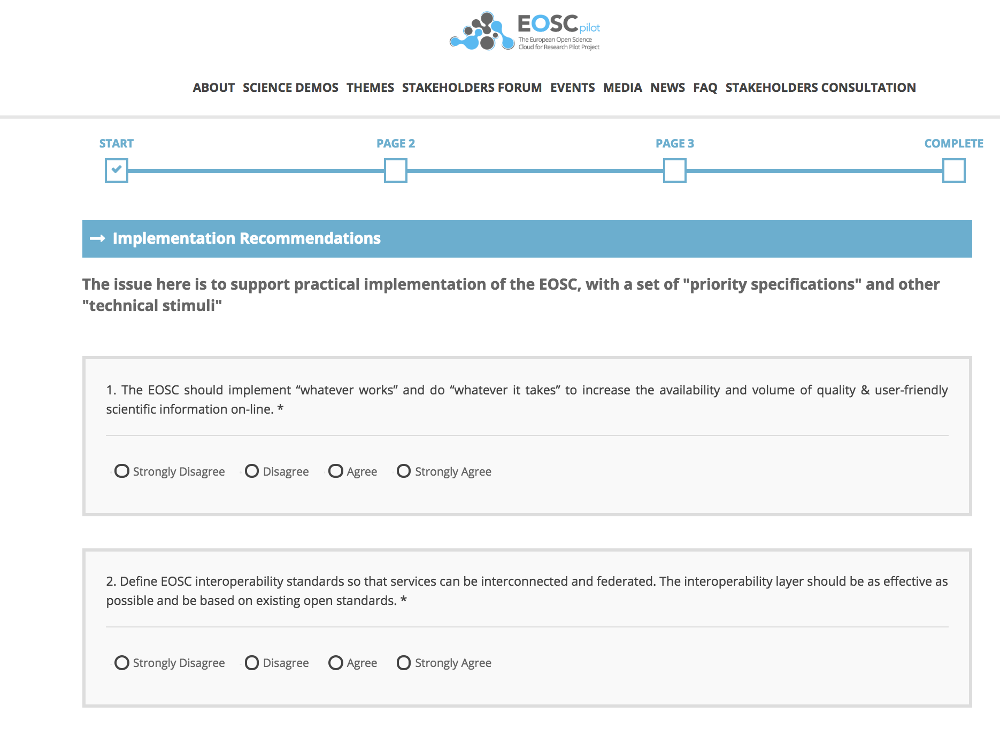 EOSCpilot
The European Open Science
Cloud for Research Pilot Project
ABOUT SCIENCE DEMOS THEMES STAKEHOLDERS FORUM EVENTS MEDIA NEWS FAQ STAKEHOLDERS CONSULTATION
START PAGE 2 PAGE 3 COMPLETE
Implementation Recommendations
The issue here is to support practical implementation of the EOSC, with a set of "priority specifications" and other
"technical stimuli"
1. The EOSC should implement “whatever works” and do “whatever it takes” to increase the availability and volume of quality & user-friendly
scientific information on-line. *
Strongly Disagree Disagree Agree Strongly Agree
2. Define EOSC interoperability standards so that services can be interconnected and federated. The interoperability layer should be as effective as
possible and be based on existing open standards. *
Strongly Disagree Disagree Agree Strongly Agree